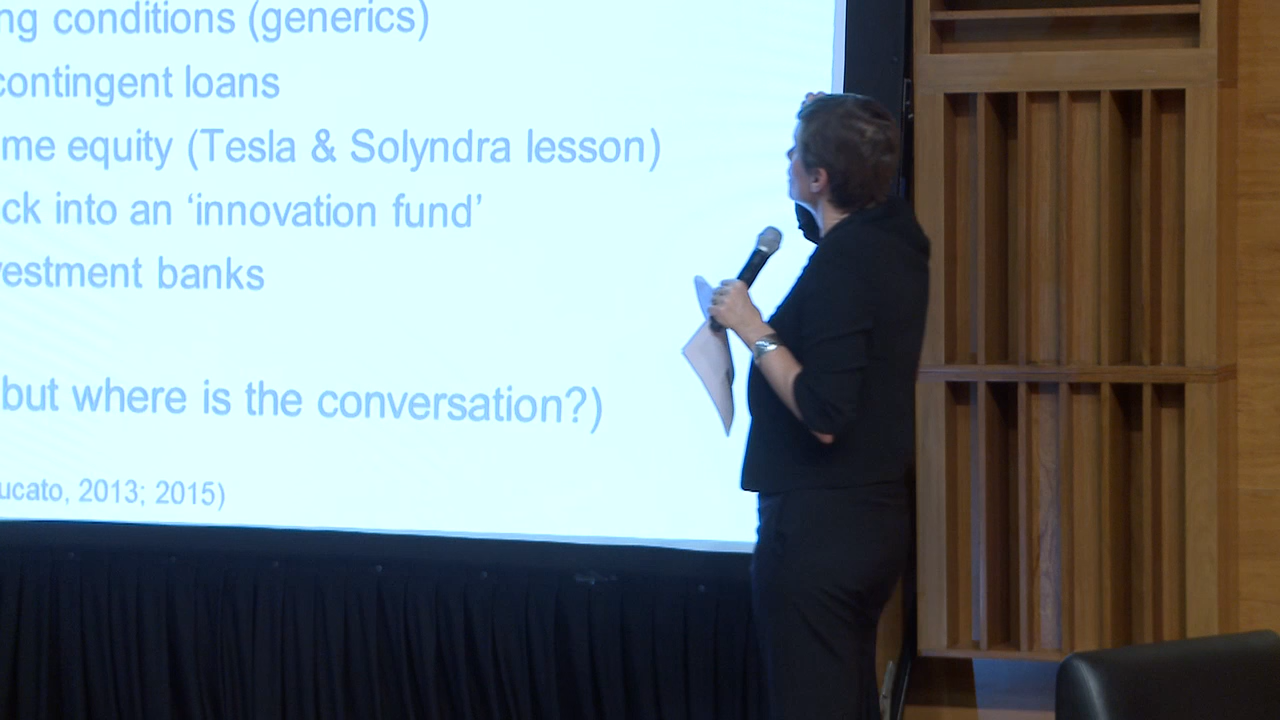 ng conditions (generics)
contingent loans
me equity (Tesla & Solyndra lesson)
ck into an ‘innovation fund’
vestment banks
but where is the conversation?)
ucato, 2013; 2015)